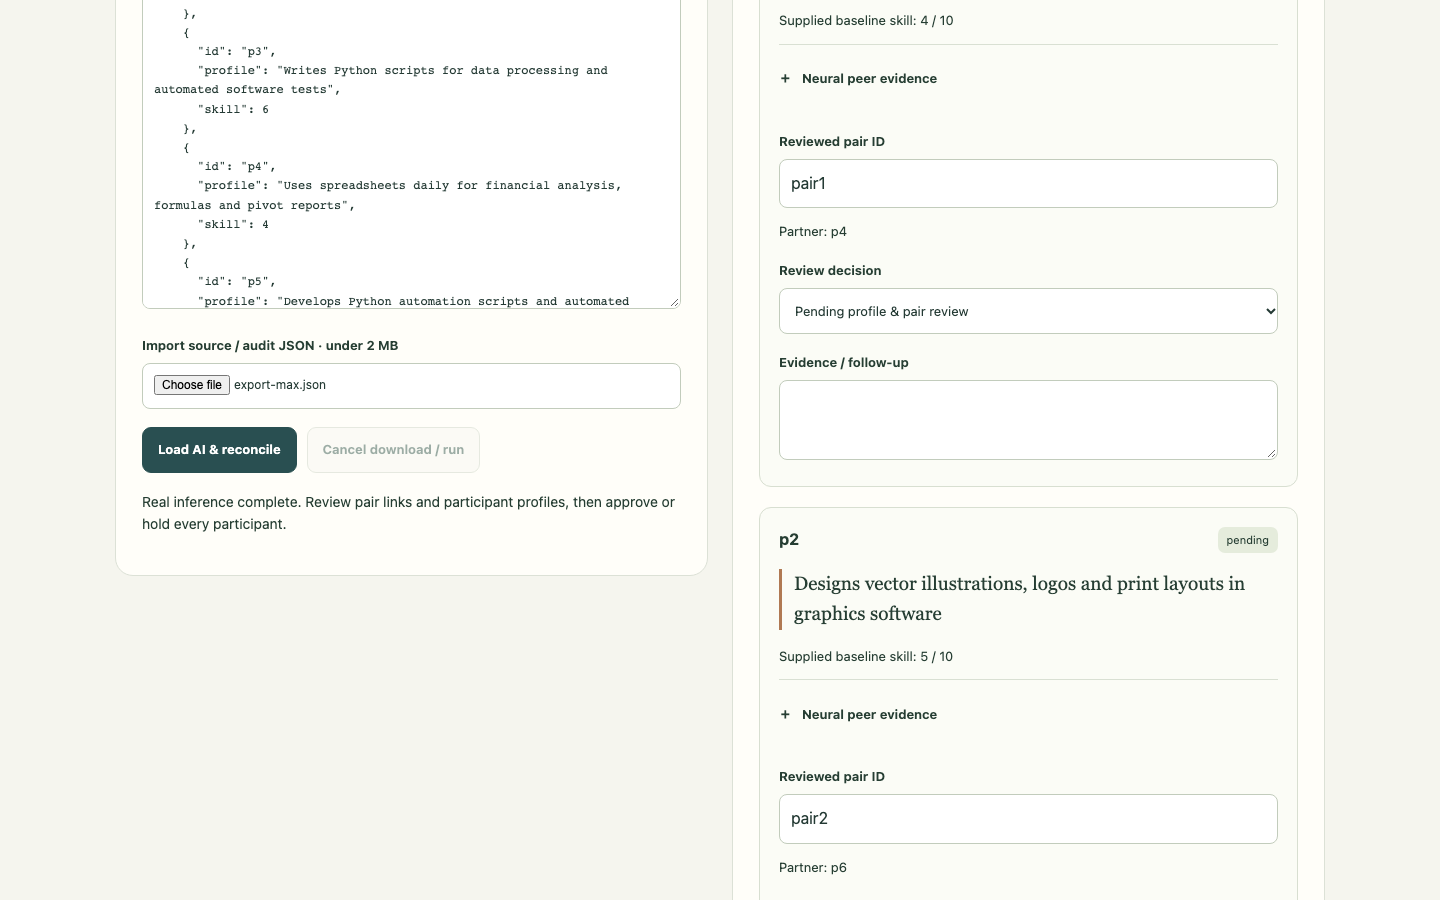 },
{
"id": "p3",
"profile": "Writes Python scripts for data processing and
automated software tests",
"skill": 6
},
{
"id": "p4",
"profile": "Uses spreadsheets daily for financial analysis,
formulas and pivot reports",
"skill": 4
},
{
"id": "p5",
"profile": "Develops Python automation scripts and automated
Import source / audit JSON · under 2 MB
Choose file export-max.json
Load AI & reconcile
Cancel download / run
Real inference complete. Review pair links and participant profiles, then approve or
hold every participant.
Supplied baseline skill: 4 / 10
+ Neural peer evidence
Reviewed pair ID
pair1
Partner: p4
Review decision
Pending profile & pair review
Evidence / follow-up
p2
pending
Designs vector illustrations, logos and print layouts in
graphics software
Supplied baseline skill: 5 / 10
+ Neural peer evidence
Reviewed pair ID
pair2
Partner: p6